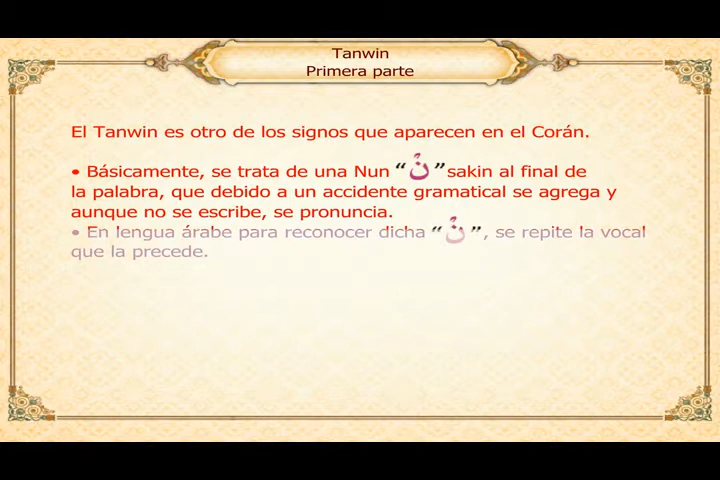 Tanwin
Primera parte
El Tanwin es otro de los signos que aparecen en el Corán.
• Básicamente, se trata de una Nun “نْ” sakin al final de
la palabra, que debido a un accidente gramatical se agrega y
aunque no se escribe, se pronuncia.
• En lengua árabe para reconocer dicha “نْ”, se repite la vocal
que la precede.